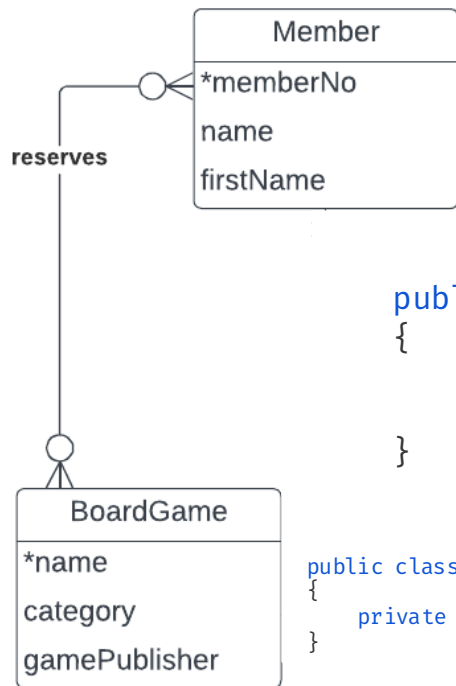 Member
*memberNo
name
firstName
reserves
{
}
BoardGame
*name
category
gamePublisher
public class
{
private
}